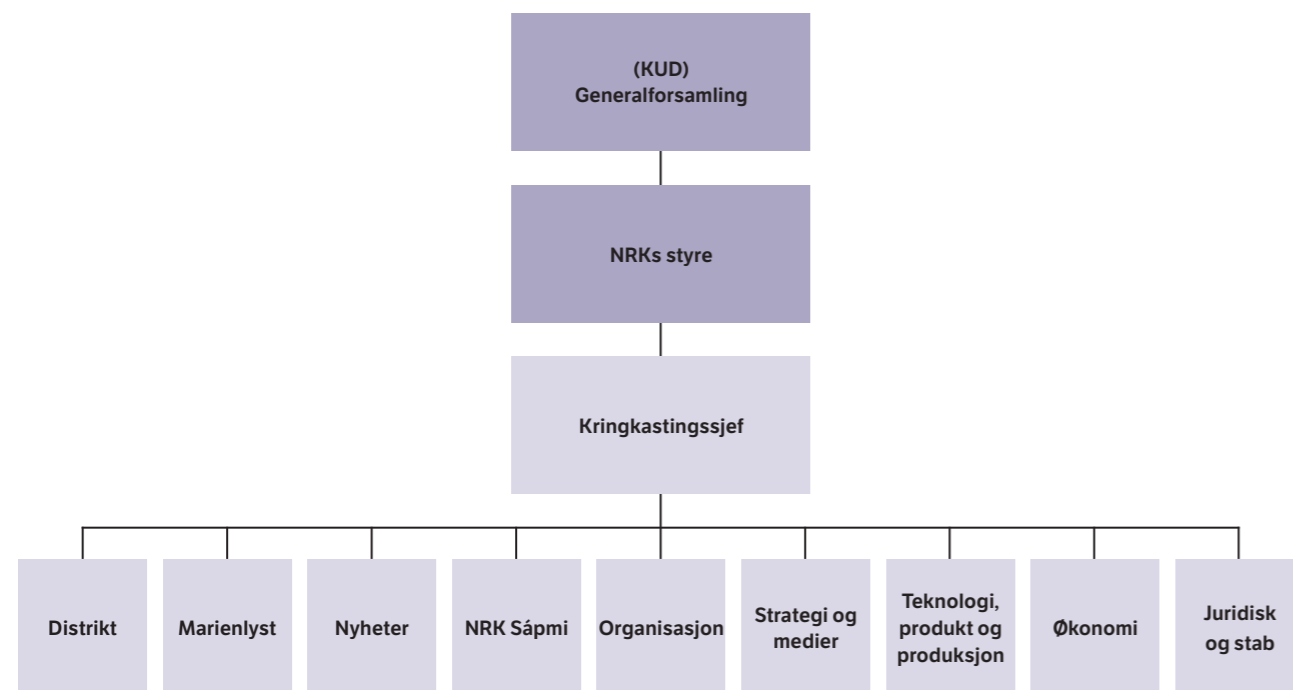 (KUD)
Generalforsamling
NRKs styre
Kringkastingssjef
Distrikt
Marienlyst
Nyheter
NRK Sápmi
Organisasjon
Strategi og
medier
Teknologi,
produkt og
produksjon
Økonomi
Juridisk
og stab